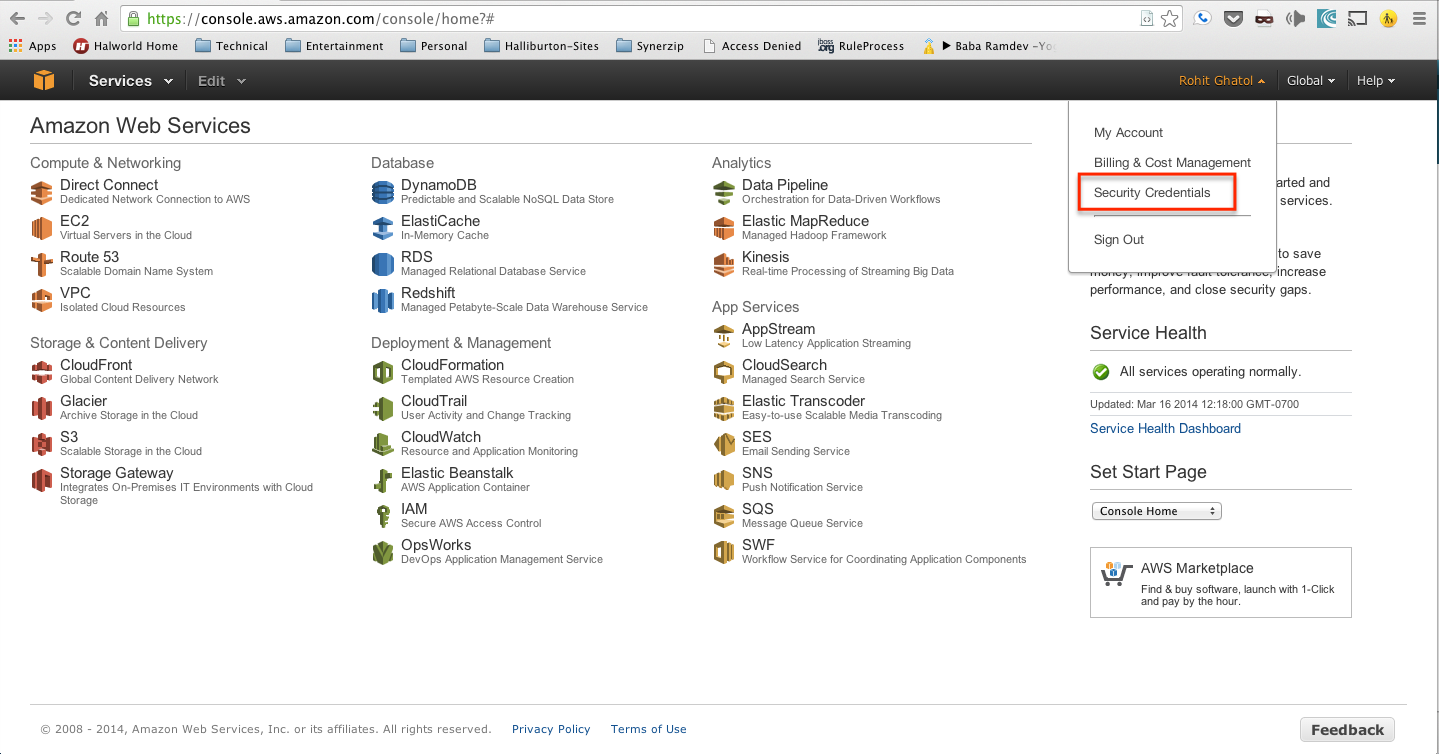 https://console.aws.amazon.com/console/home?#
Apps Halworld Home Technical Entertainment Personal Halliburton-Sites Synerzip Access Denied jboss.org RuleProcess ▶ Baba Ramdev -Yo
Services Edit Rohit Ghatol Global Help
My Account
Billing & Cost Management
Security Credentials
Sign Out
Amazon Web Services
Compute & Networking
Direct Connect
Dedicated Network Connection to AWS
EC2
Virtual Servers in the Cloud
Route 53
Scalable Domain Name System
VPC
Isolated Cloud Resources
Storage & Content Delivery
CloudFront
Global Content Delivery Network
Glacier
Archive Storage in the Cloud
S3
Scalable Storage in the Cloud
Storage Gateway
Integrates On-Premises IT Environments with Cloud
Storage
Database
DynamoDB
Predictable and Scalable NoSQL Data Store
ElastiCache
In-Memory Cache
RDS
Managed Relational Database Service
Redshift
Managed Petabyte-Scale Data Warehouse Service
Deployment & Management
CloudFormation
Templated AWS Resource Creation
CloudTrail
User Activity and Change Tracking
CloudWatch
Resource and Application Monitoring
Elastic Beanstalk
AWS Application Container
IAM
Secure AWS Access Control
OpsWorks
DevOps Application Management Service
Analytics
Data Pipeline
Orchestration for Data-Driven Workflows
Elastic MapReduce
Managed Hadoop Framework
Kinesis
Real-time Processing of Streaming Big Data
App Services
AppStream
Low Latency Application Streaming
CloudSearch
Managed Search Service
Elastic Transcoder
Easy-to-use Scalable Media Transcoding
SES
Email Sending Service
SNS
Push Notification Service
SQS
Message Queue Service
SWF
Workflow Service for Coordinating Application Components
arted and
services.
to save
money, improve fault tolerance, increase
performance, and close security gaps.
Service Health
All services operating normally.
Updated: Mar 16 2014 12:18:00 GMT-0700
Service Health Dashboard
Set Start Page
Console Home
AWS Marketplace
Find & buy software, launch with 1-Click
and pay by the hour.
© 2008 - 2014, Amazon Web Services, Inc. or its affiliates. All rights reserved. Privacy Policy Terms of Use Feedback